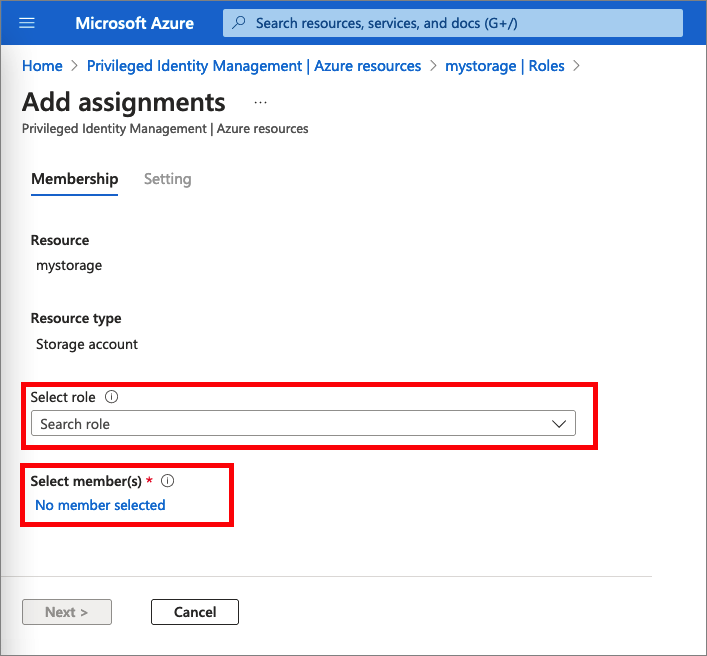 Microsoft Azure
Search resources, services, and docs (G+/)
Home > Privileged Identity Management | Azure resources > mystorage | Roles >
Add assignments ...
Privileged Identity Management | Azure resources
Membership Setting
Resource
mystorage
Resource type
Storage account
Select role
Search role
Select member(s) *
No member selected
Next > Cancel